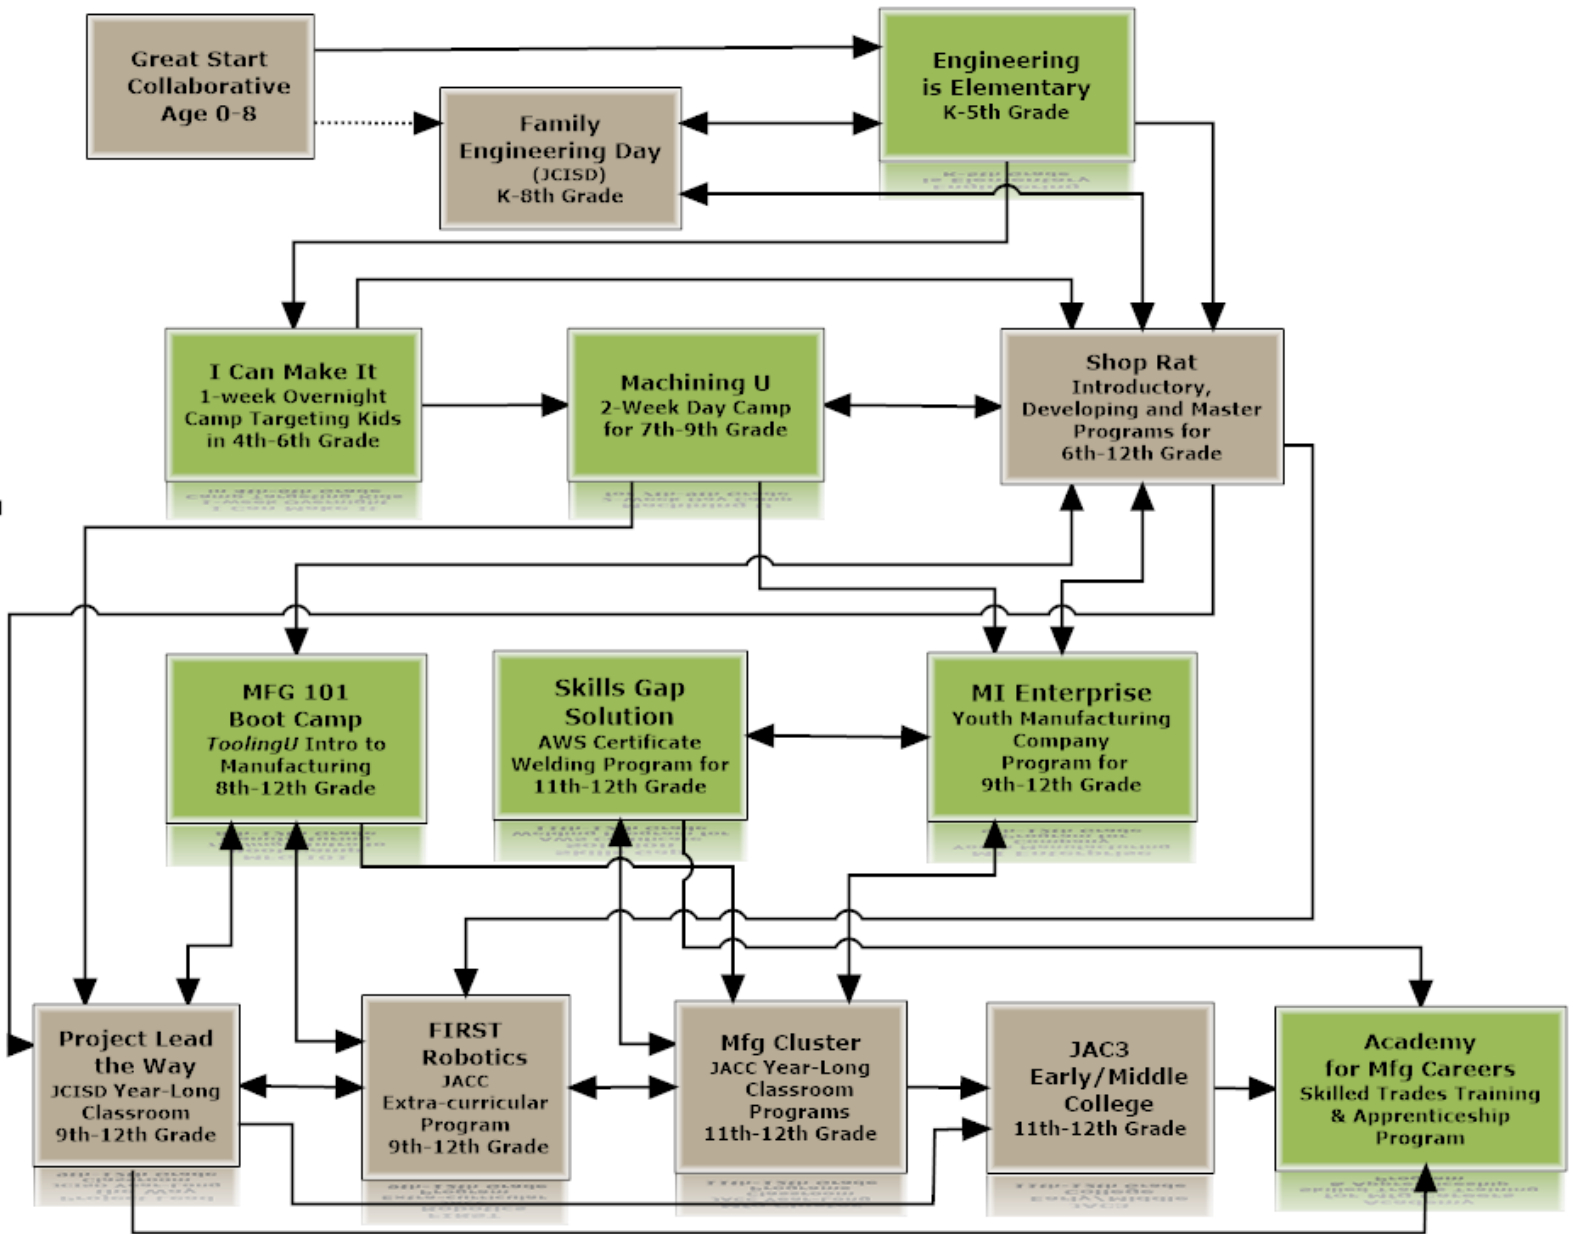 Great Start
Collaborative
Age 0-8
Engineering
is Elementary
K-5th Grade
Family
Engineering Day
(JCISD)
K-8th Grade
I Can Make It
1-week Overnight
Camp Targeting Kids
in 4th-6th Grade
Machining U
2-Week Day Camp
for 7th-9th Grade
Shop Rat
Introductory,
Developing and Master
Programs for
6th-12th Grade
MFG 101
Boot Camp
ToolingU Intro to
Manufacturing
8th-12th Grade
Skills Gap
Solution
AWS Certificate
Welding Program for
11th-12th Grade
MI Enterprise
Youth Manufacturing
Company
Program for
9th-12th Grade
Project Lead
the Way
JCISD Year-Long
Classroom
9th-12th Grade
FIRST
Robotics
JACC
Extra-curricular
Program
9th-12th Grade
Mfg Cluster
JACC Year-Long
Classroom
Programs
11th-12th Grade
JAC3
Early/Middle
College
11th-12th Grade
Academy
for Mfg Careers
Skilled Trades Training
& Apprenticeship
Program